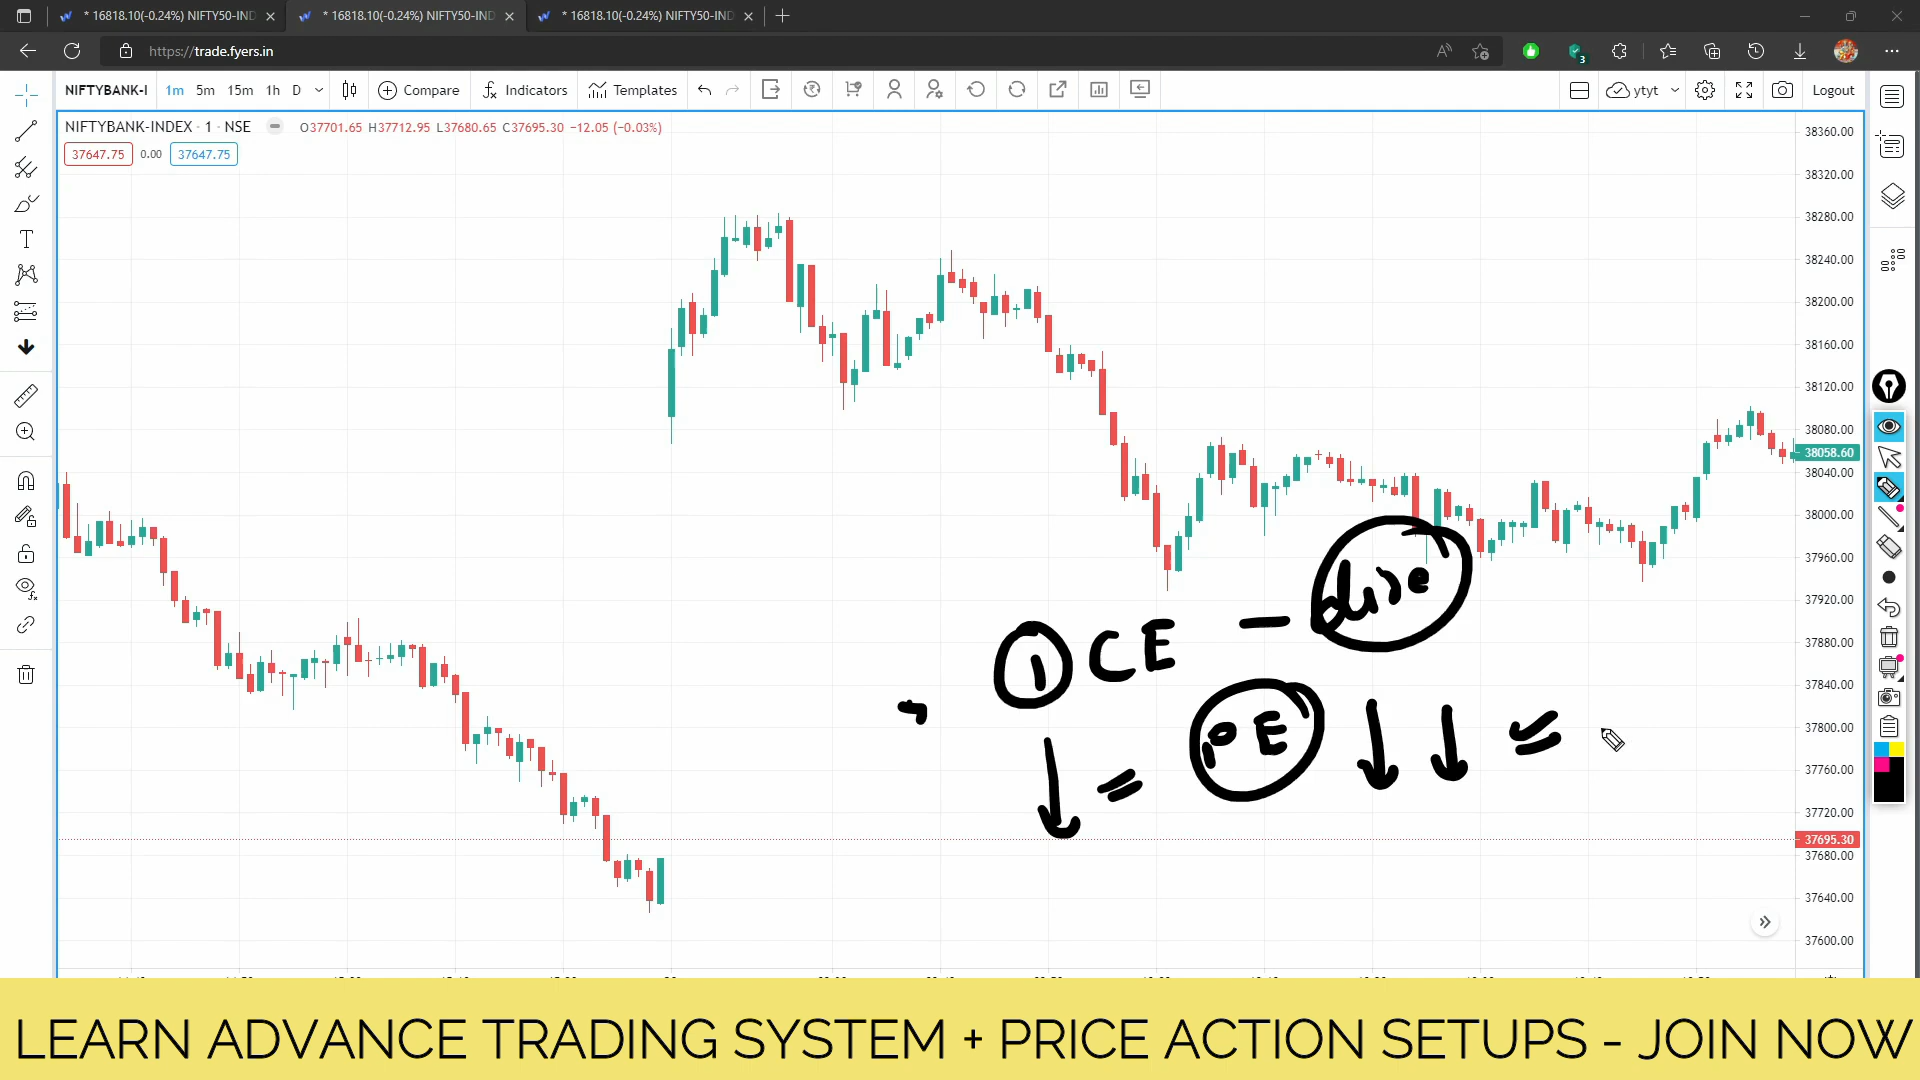 * 16818.10(-0.24%) NIFTY50-IND
* 16818.10(-0.24%) NIFTY50-IND
* 16818.10(-0.24%) NIFTY50-IND
https://trade.fyers.in
3
NIFTYBANK-I 1m 5m 15m 1h D Compare Indicators Templates ytyt Logout
NIFTYBANK-INDEX · 1 · NSE O37701.65 H37712.95 L37680.65 C37695.30 −12.05 (−0.03%)
37647.75 0.00 37647.75
38360.00
38320.00
38280.00
38240.00
38200.00
38160.00
38120.00
38080.00
38058.60
38040.00
38000.00
37960.00
37920.00
37880.00
37840.00
37800.00
37760.00
37720.00
37695.30
37680.00
37640.00
37600.00
1 CE –
PE
LEARN ADVANCE TRADING SYSTEM + PRICE ACTION SETUPS - JOIN NOW